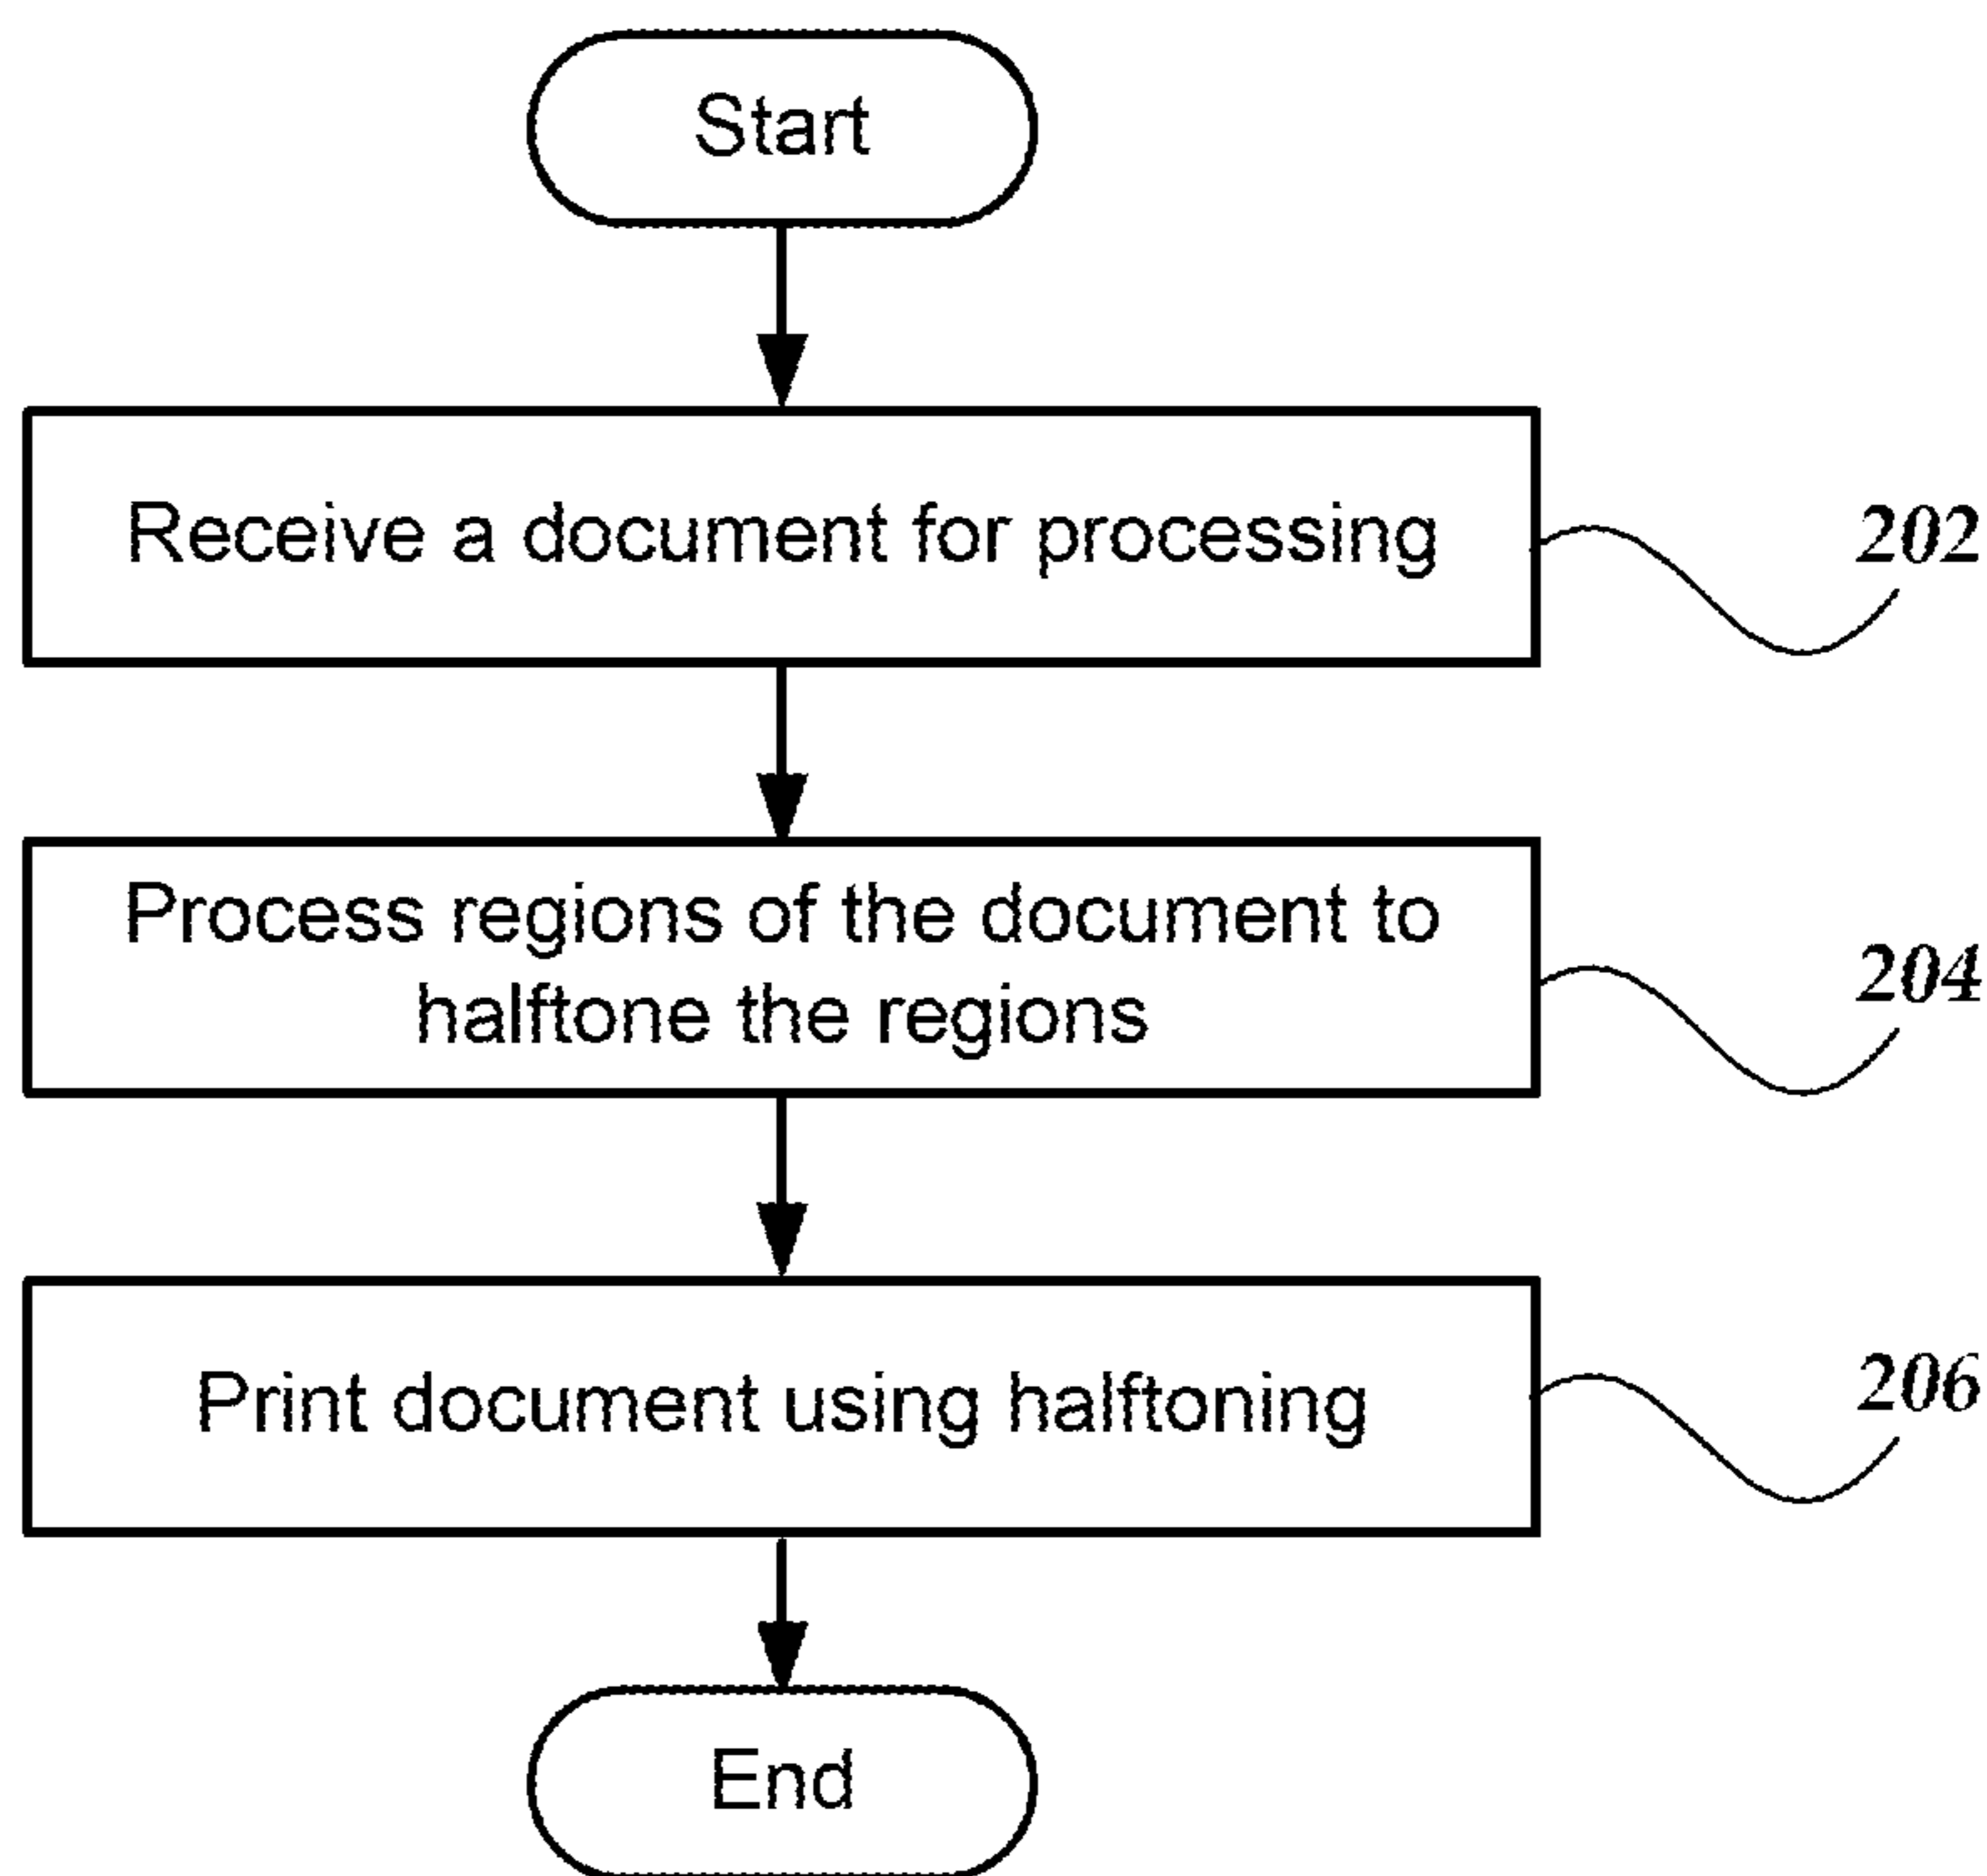 Start
Receive a document for processing
202
Process regions of the document to
halftone the regions
204
Print document using halftoning
206
End